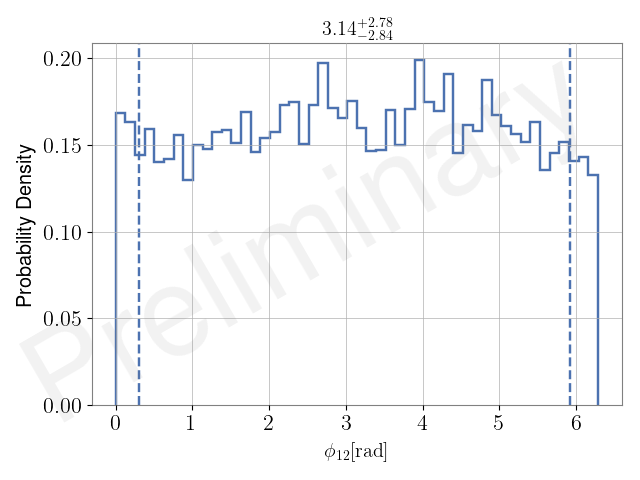 3.14^{+2.78}_{-2.84}
0.20
0.15
0.10
0.05
0.00
Probability Density
Preliminary
0 1 2 3 4 5 6
ϕ₁₂[rad]